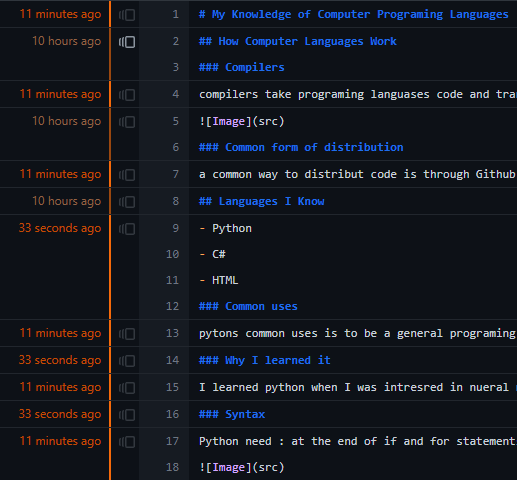 11 minutes ago 1 # My Knowledge of Computer Programing Languages
10 hours ago 2 ## How Computer Languages Work
3 ### Compilers
11 minutes ago 4 compilers take programing languases code and tra
10 hours ago 5 ![Image](src)
6 ### Common form of distribution
11 minutes ago 7 a common way to distribut code is through Github
10 hours ago 8 ## Languages I Know
33 seconds ago 9 - Python
10 - C#
11 - HTML
12 ### Common uses
11 minutes ago 13 pytons common uses is to be a general programing
33 seconds ago 14 ### Why I learned it
11 minutes ago 15 I learned python when I was intresred in nueral
33 seconds ago 16 ### Syntax
11 minutes ago 17 Python need : at the end of if and for statement
18 ![Image](src)